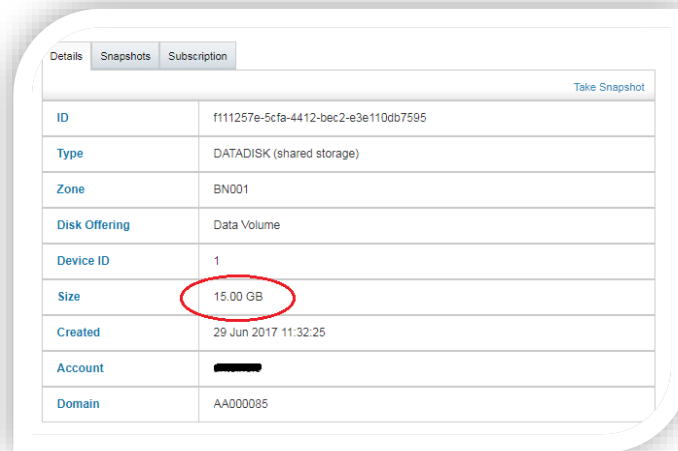 Details Snapshots Subscription
Take Snapshot
ID f111257e-5cfa-4412-bec2-e3e110db7595
Type DATADISK (shared storage)
Zone BN001
Disk Offering Data Volume
Device ID 1
Size 15.00 GB
Created 29 Jun 2017 11:32:25
Account
Domain AA000085